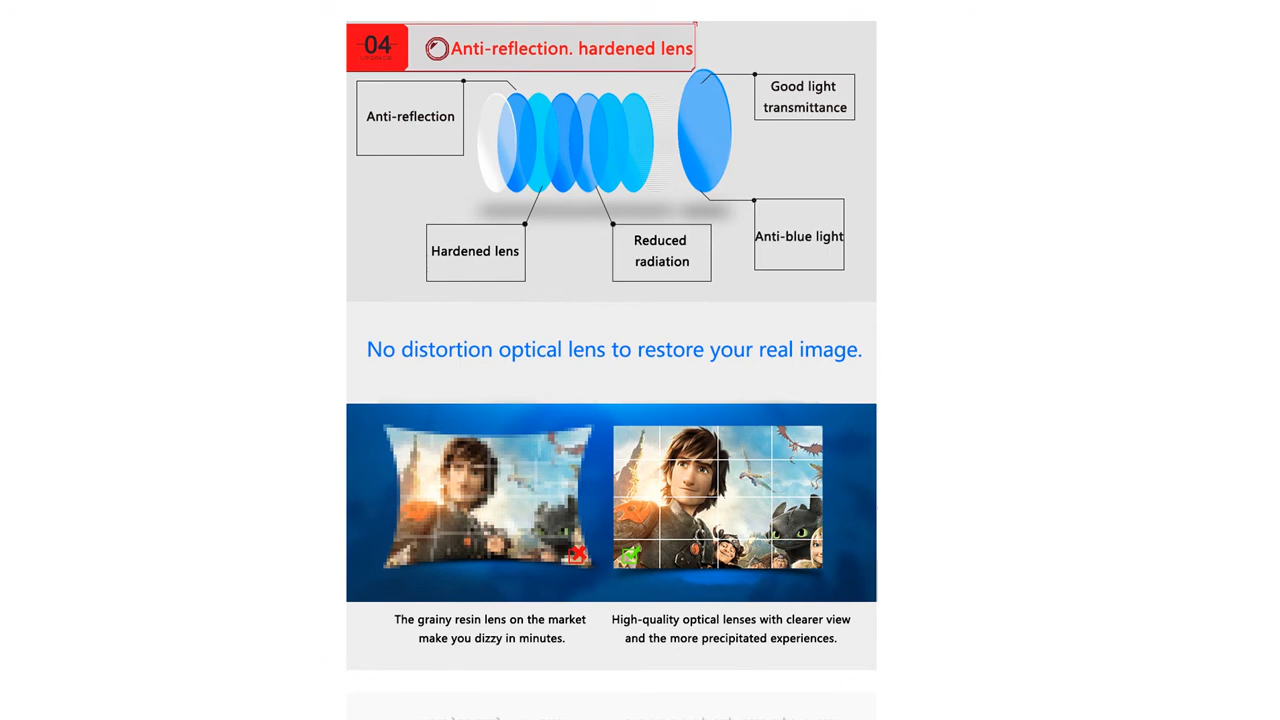 04
UPGRADE
Anti-reflection. hardened lens
Good light
transmittance
Anti-reflection
Anti-blue light
Hardened lens
Reduced
radiation
No distortion optical lens to restore your real image.
The grainy resin lens on the market
make you dizzy in minutes.
High-quality optical lenses with clearer view
and the more precipitated experiences.